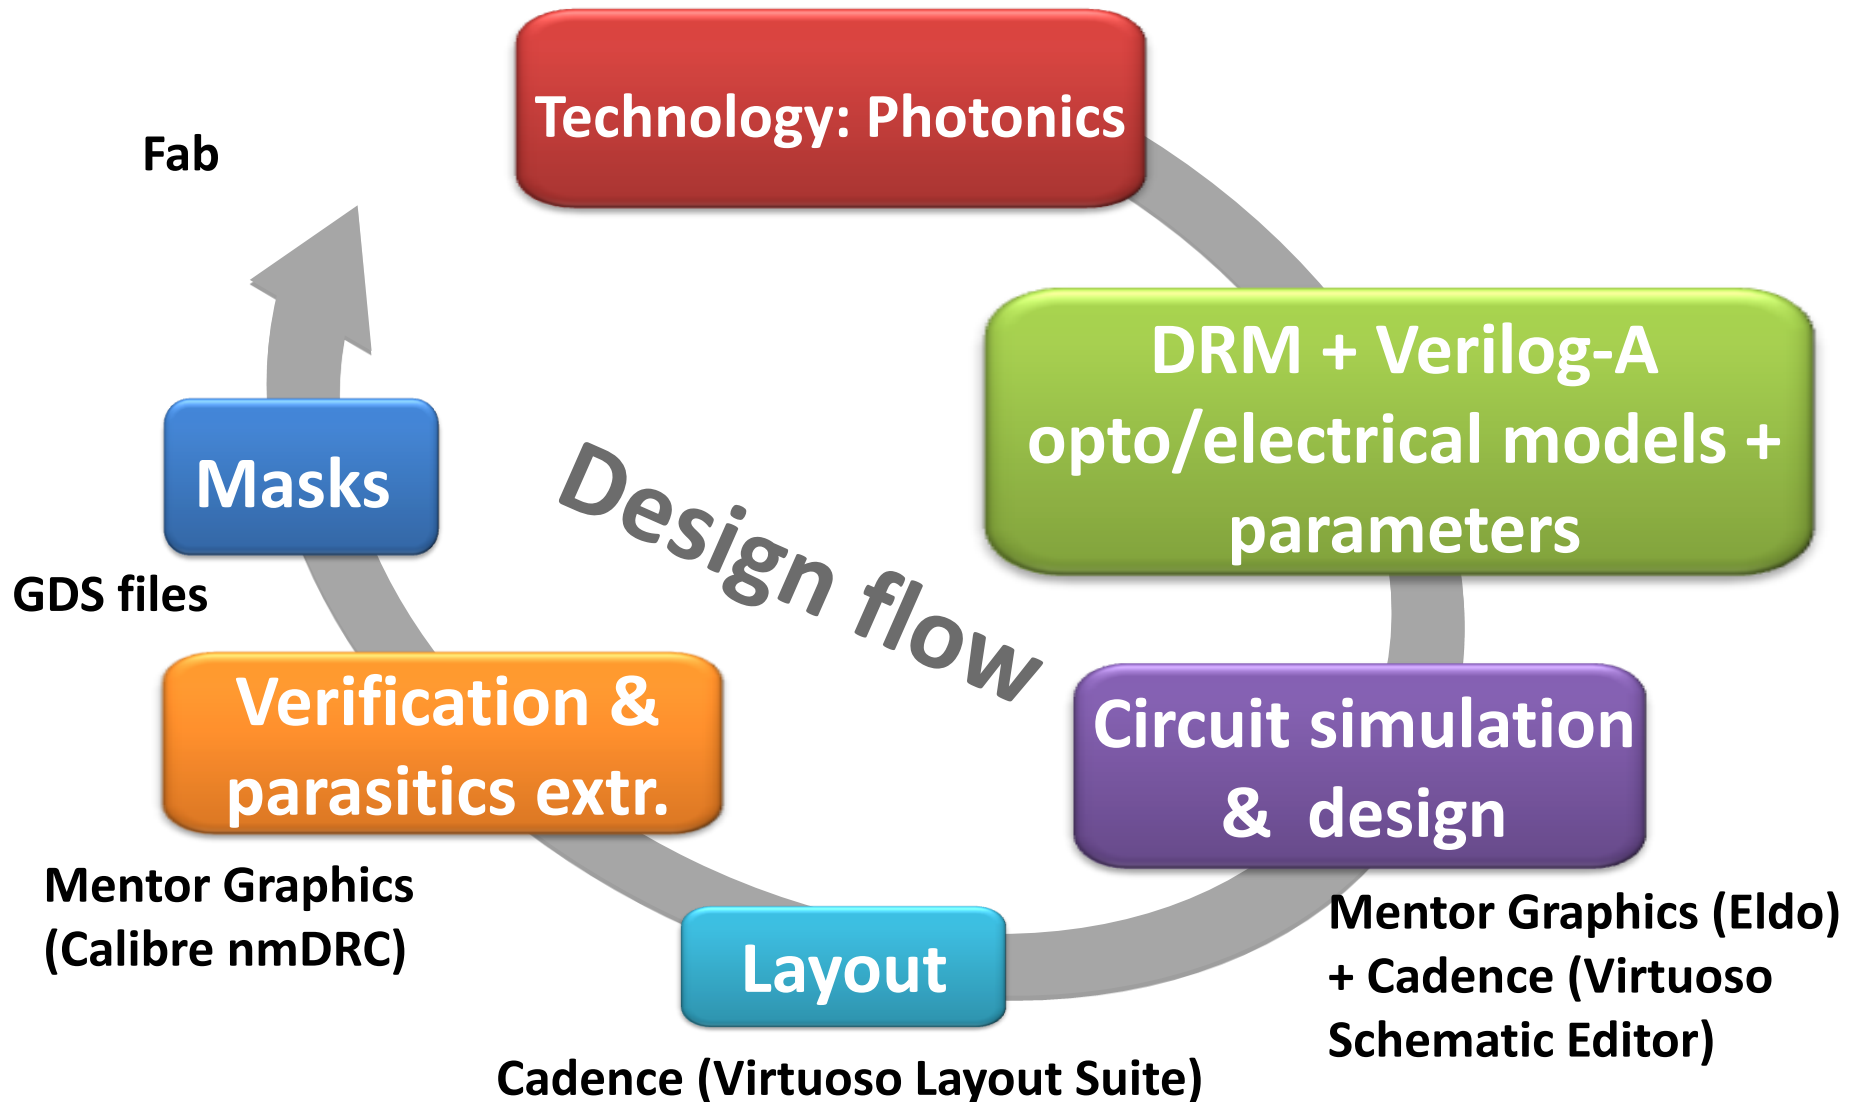 Technology: Photonics
Fab
DRM + Verilog-A
opto/electrical models +
parameters
Masks
Design flow
GDS files
Verification &
parasitics extr.
Circuit simulation
& design
Mentor Graphics
(Calibre nmDRC)
Layout
Mentor Graphics (Eldo)
+ Cadence (Virtuoso
Schematic Editor)
Cadence (Virtuoso Layout Suite)